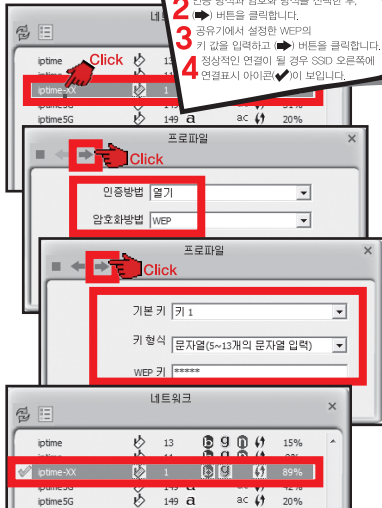 네트
2 인증 방식과 암호화 방식을 선택한 후,
(➡) 버튼을 클릭합니다.
3 공유기에서 설정한 WEP의
키 값을 입력하고 (➡) 버튼을 클릭합니다.
4 정상적인 연결이 될 경우 SSID 오른쪽에
연결표시 아이콘(✔)이 보입니다.
iptime 13
Click
iptime-XX 1
iptime5G
iptime5G 149 a ac 20%
프로파일
Click
인증방법 열기
암호화방법 WEP
프로파일
Click
기본 키 키 1
키 형식 문자열(5~13개의 문자열 입력)
WEP 키 *****
네트워크
iptime 13 b g n 15%
iptime-XX 1 b g 89%
iptime5G 149 a ac 42%
iptime5G 149 a ac 20%